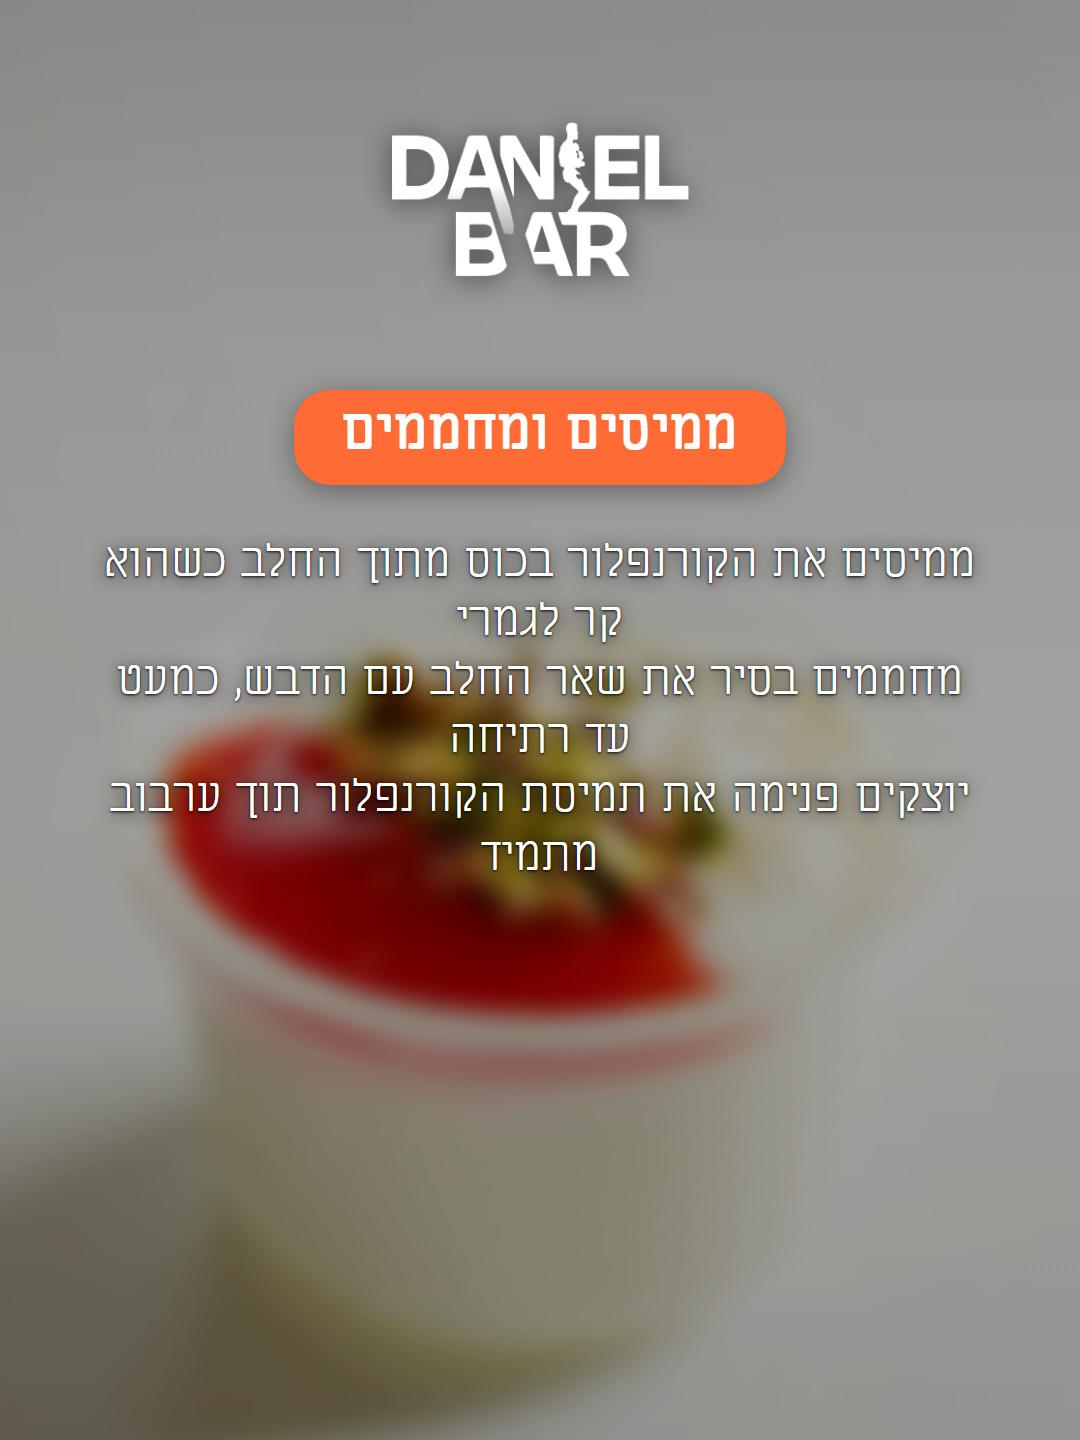 DANIEL
BAR
ממיסים ומחממים
ממיסים את הקורנפלור בכוס מתוך החלב כשהוא
קר לגמרי
מחממים בסיר את שאר החלב עם הדבש, כמעט
עד רתיחה
יוצקים פנימה את תמיסת הקורנפלור תוך ערבוב
מתמיד